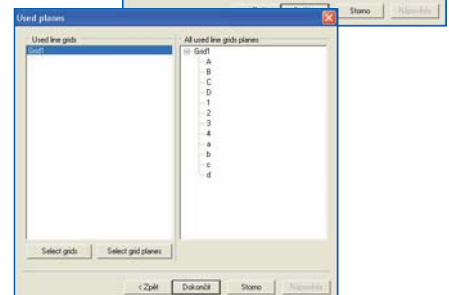 Storno
Nápověda
Used planes
Used line grids
All used line grids planes
Grid1
Grid1
A
B
C
D
1
2
3
4
a
b
c
d
Select grids
Select grid planes
< Zpět
Dokončit
Storno
Nápověda